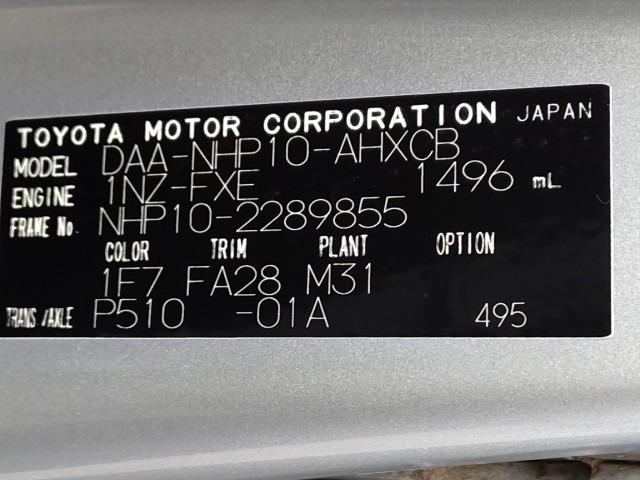 TOYOTA MOTOR CORPORATION JAPAN
MODEL DAA-NHP10-AHXCB
ENGINE 1NZ-FXE 1496 mL
FRAME No. NHP10-2289855
COLOR TRIM PLANT OPTION
1F7 FA28 M31
TRANS./AXLE P510 -01A 495